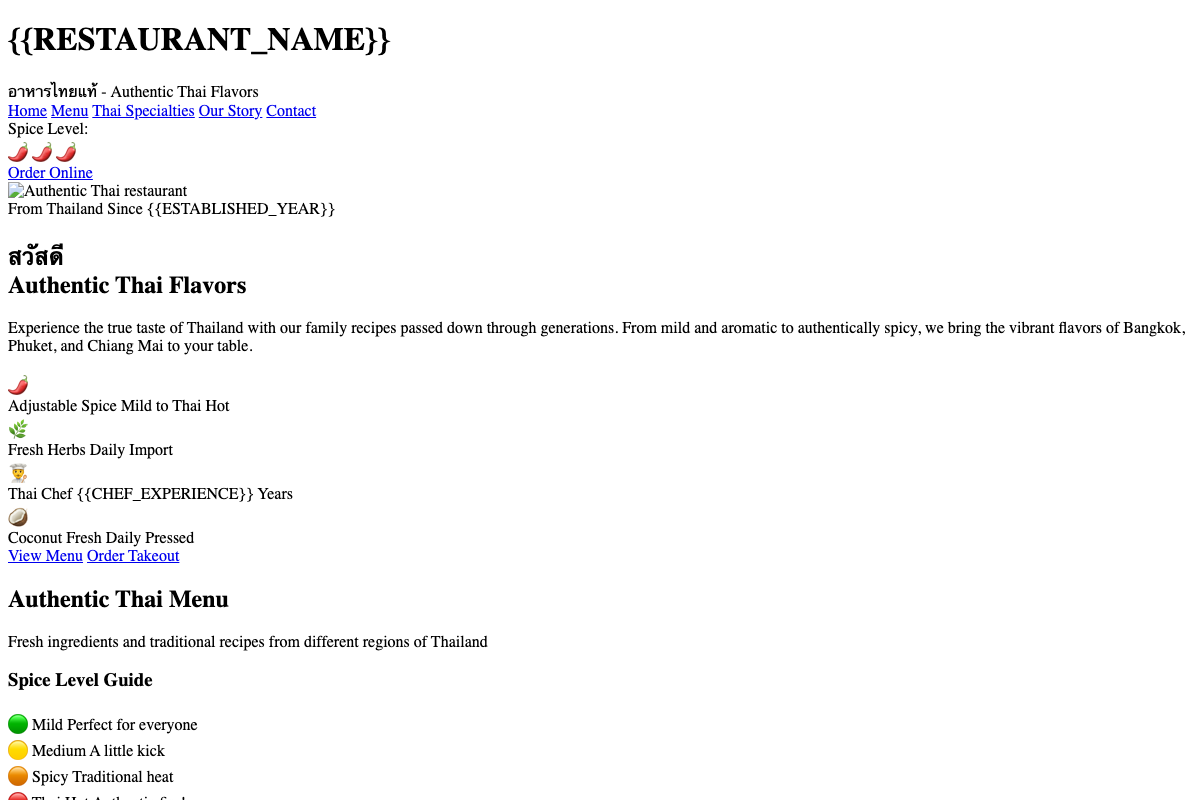 {{RESTAURANT_NAME}}
อาหารไทยแท้ - Authentic Thai Flavors
Home Menu Thai Specialties Our Story Contact
Spice Level:
🌶️ 🌶️ 🌶️
Order Online
Authentic Thai restaurant
From Thailand Since {{ESTABLISHED_YEAR}}
สวัสดี
Authentic Thai Flavors
Experience the true taste of Thailand with our family recipes passed down through generations. From mild and aromatic to authentically spicy, we bring the vibrant flavors of Bangkok,
Phuket, and Chiang Mai to your table.
🌶️
Adjustable Spice Mild to Thai Hot
🌿
Fresh Herbs Daily Import
👨‍🍳
Thai Chef {{CHEF_EXPERIENCE}} Years
🥥
Coconut Fresh Daily Pressed
View Menu Order Takeout
Authentic Thai Menu
Fresh ingredients and traditional recipes from different regions of Thailand
Spice Level Guide
🟢 Mild Perfect for everyone
🟡 Medium A little kick
🟠 Spicy Traditional heat